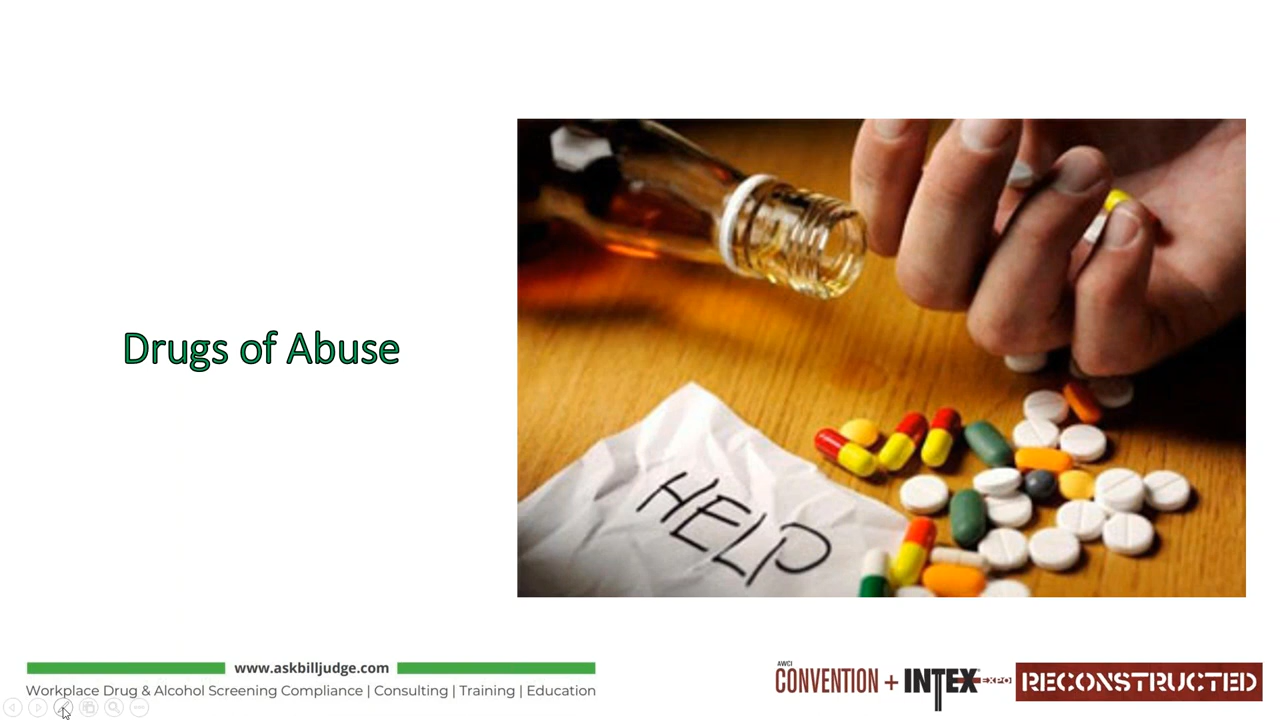 Drugs of Abuse
HELP
www.askbilljudge.com
Workplace Drug & Alcohol Screening Compliance | Consulting | Training | Education
AWCI
CONVENTION + INTEX EXPO RECONSTRUCTED